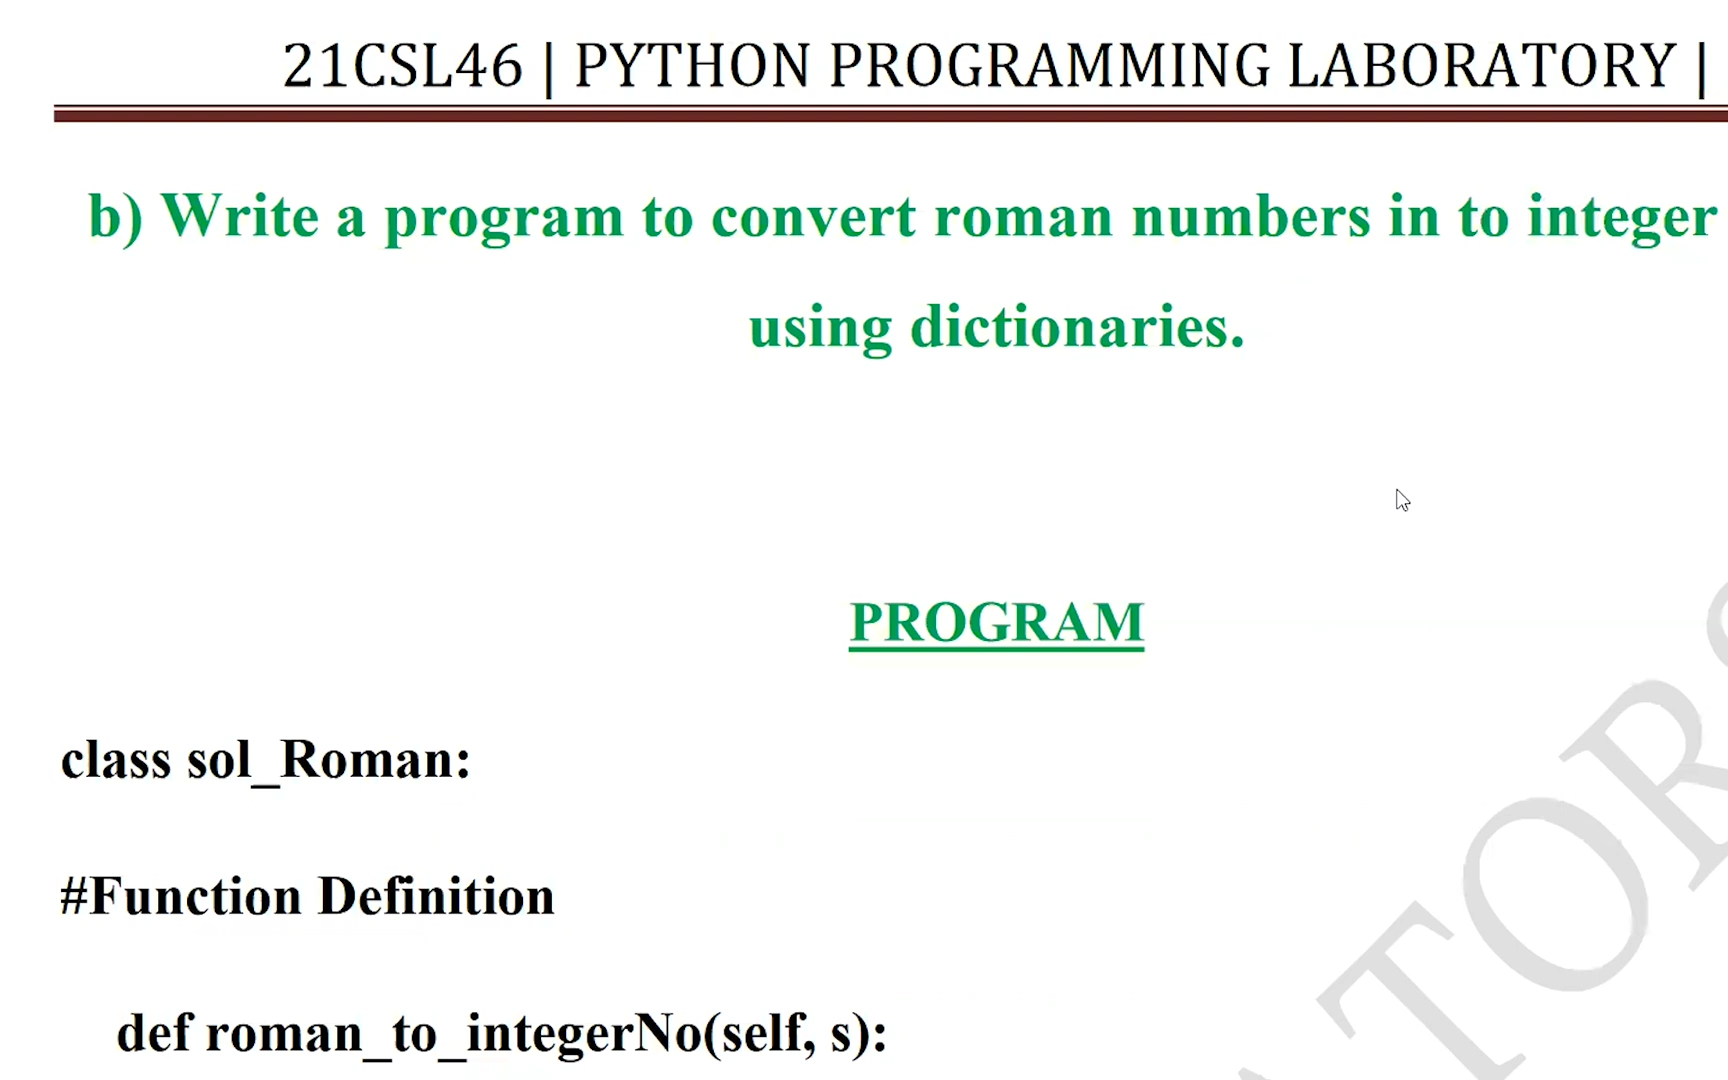 21CSL46 | PYTHON PROGRAMMING LABORATORY |
b) Write a program to convert roman numbers in to integer
using dictionaries.
PROGRAM
class sol_Roman:
#Function Definition
def roman_to_integerNo(self, s):